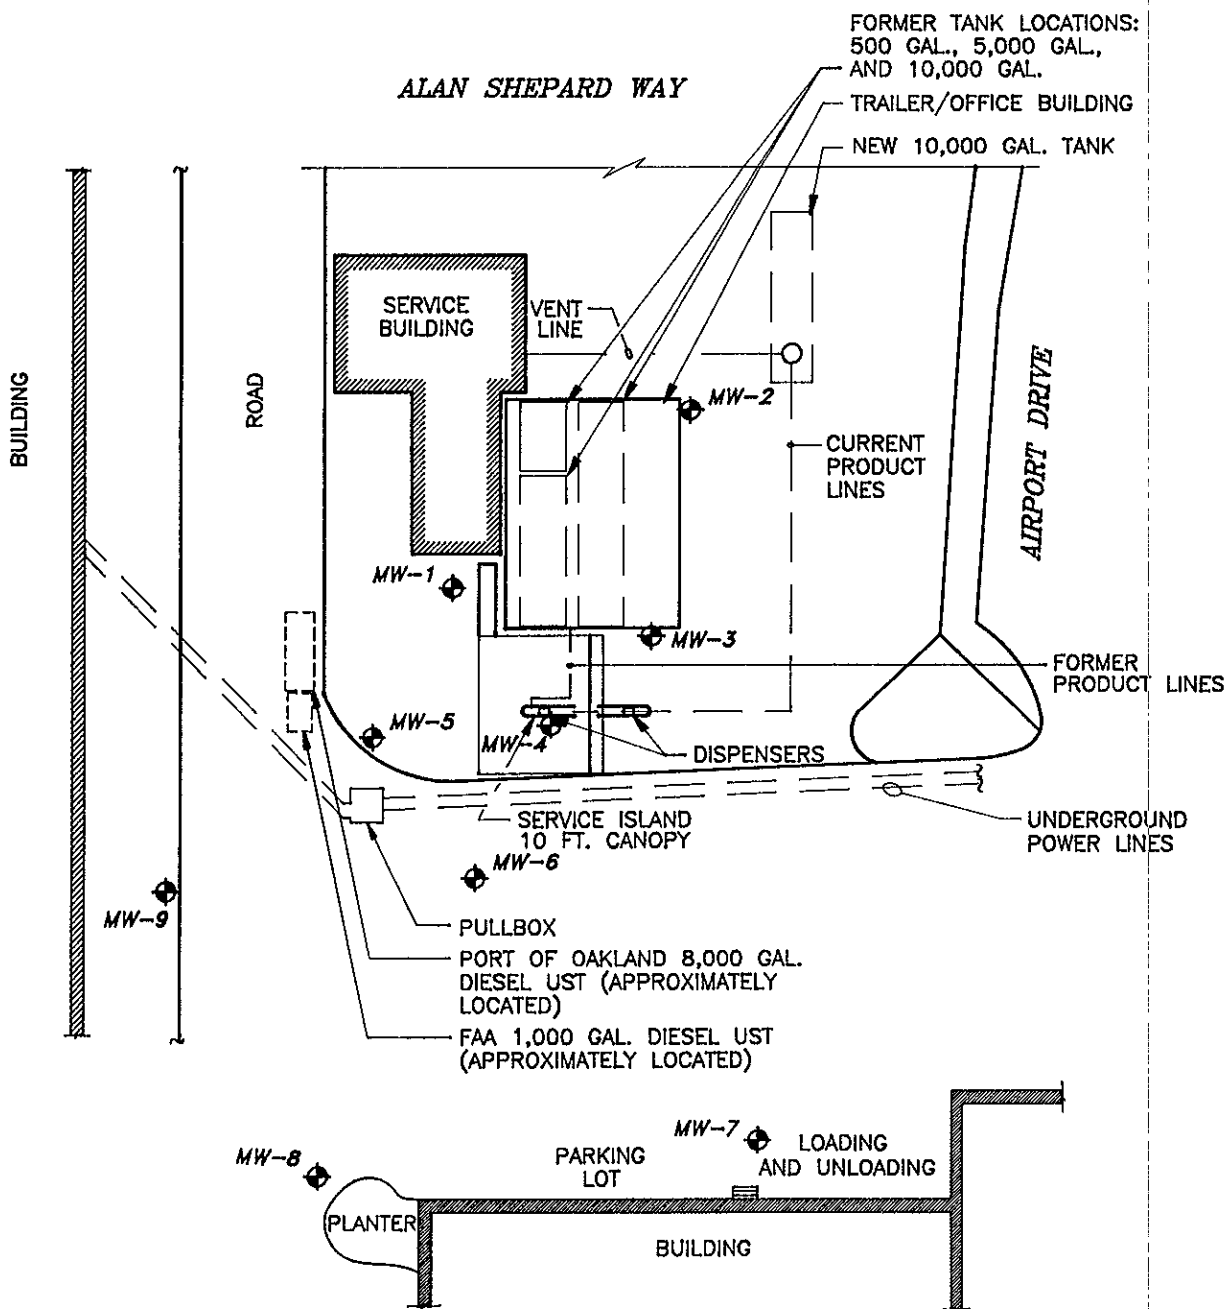 FORMER TANK LOCATIONS:
500 GAL., 5,000 GAL.,
AND 10,000 GAL.
ALAN SHEPARD WAY
TRAILER/OFFICE BUILDING
NEW 10,000 GAL. TANK
SERVICE
BUILDING
VENT
LINE
BUILDING
ROAD
MW-2
AIRPORT DRIVE
CURRENT
PRODUCT
LINES
MW-1
MW-3
FORMER
PRODUCT LINES
MW-5
MW-4
DISPENSERS
SERVICE ISLAND
10 FT. CANOPY
UNDERGROUND
POWER LINES
MW-6
MW-9
PULLBOX
PORT OF OAKLAND 8,000 GAL.
DIESEL UST (APPROXIMATELY
LOCATED)
FAA 1,000 GAL. DIESEL UST
(APPROXIMATELY LOCATED)
MW-7
LOADING
AND UNLOADING
PARKING
LOT
MW-8
PLANTER
BUILDING